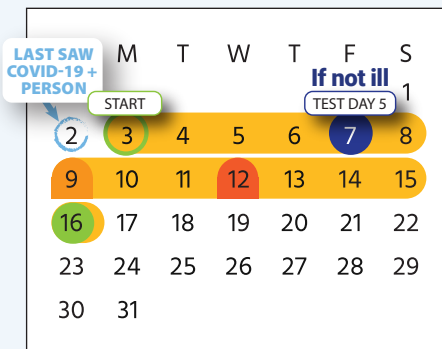 LAST SAW
COVID-19 +
PERSON
M T W T F S
If not ill
START
TEST DAY 5
1
2 3 4 5 6 7 8
9 10 11 12 13 14 15
16 17 18 19 20 21 22
23 24 25 26 27 28 29
30 31